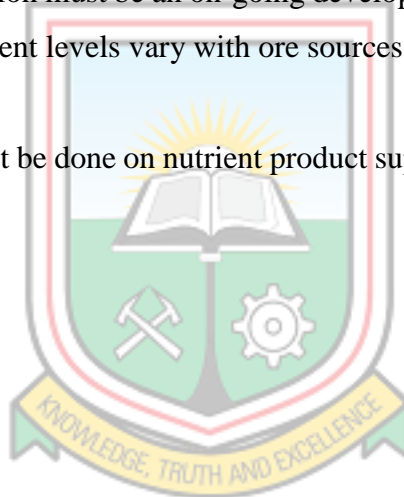 on must be an on-going develop
ent levels vary with ore sources
t be done on nutrient product su
KNOWLEDGE, TRUTH AND EXCELLENCE